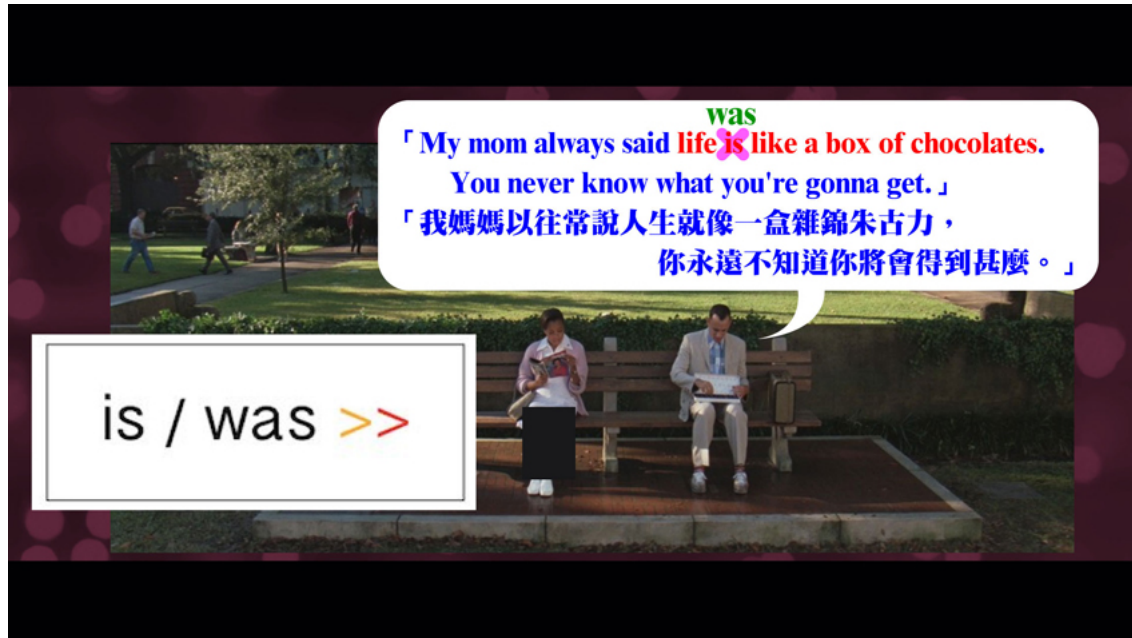 was
「My mom always said life is like a box of chocolates.
You never know what you're gonna get.」
「我媽媽以往常說人生就像一盒雜錦朱古力，
你永遠不知道你將會得到甚麼。」
is / was >>